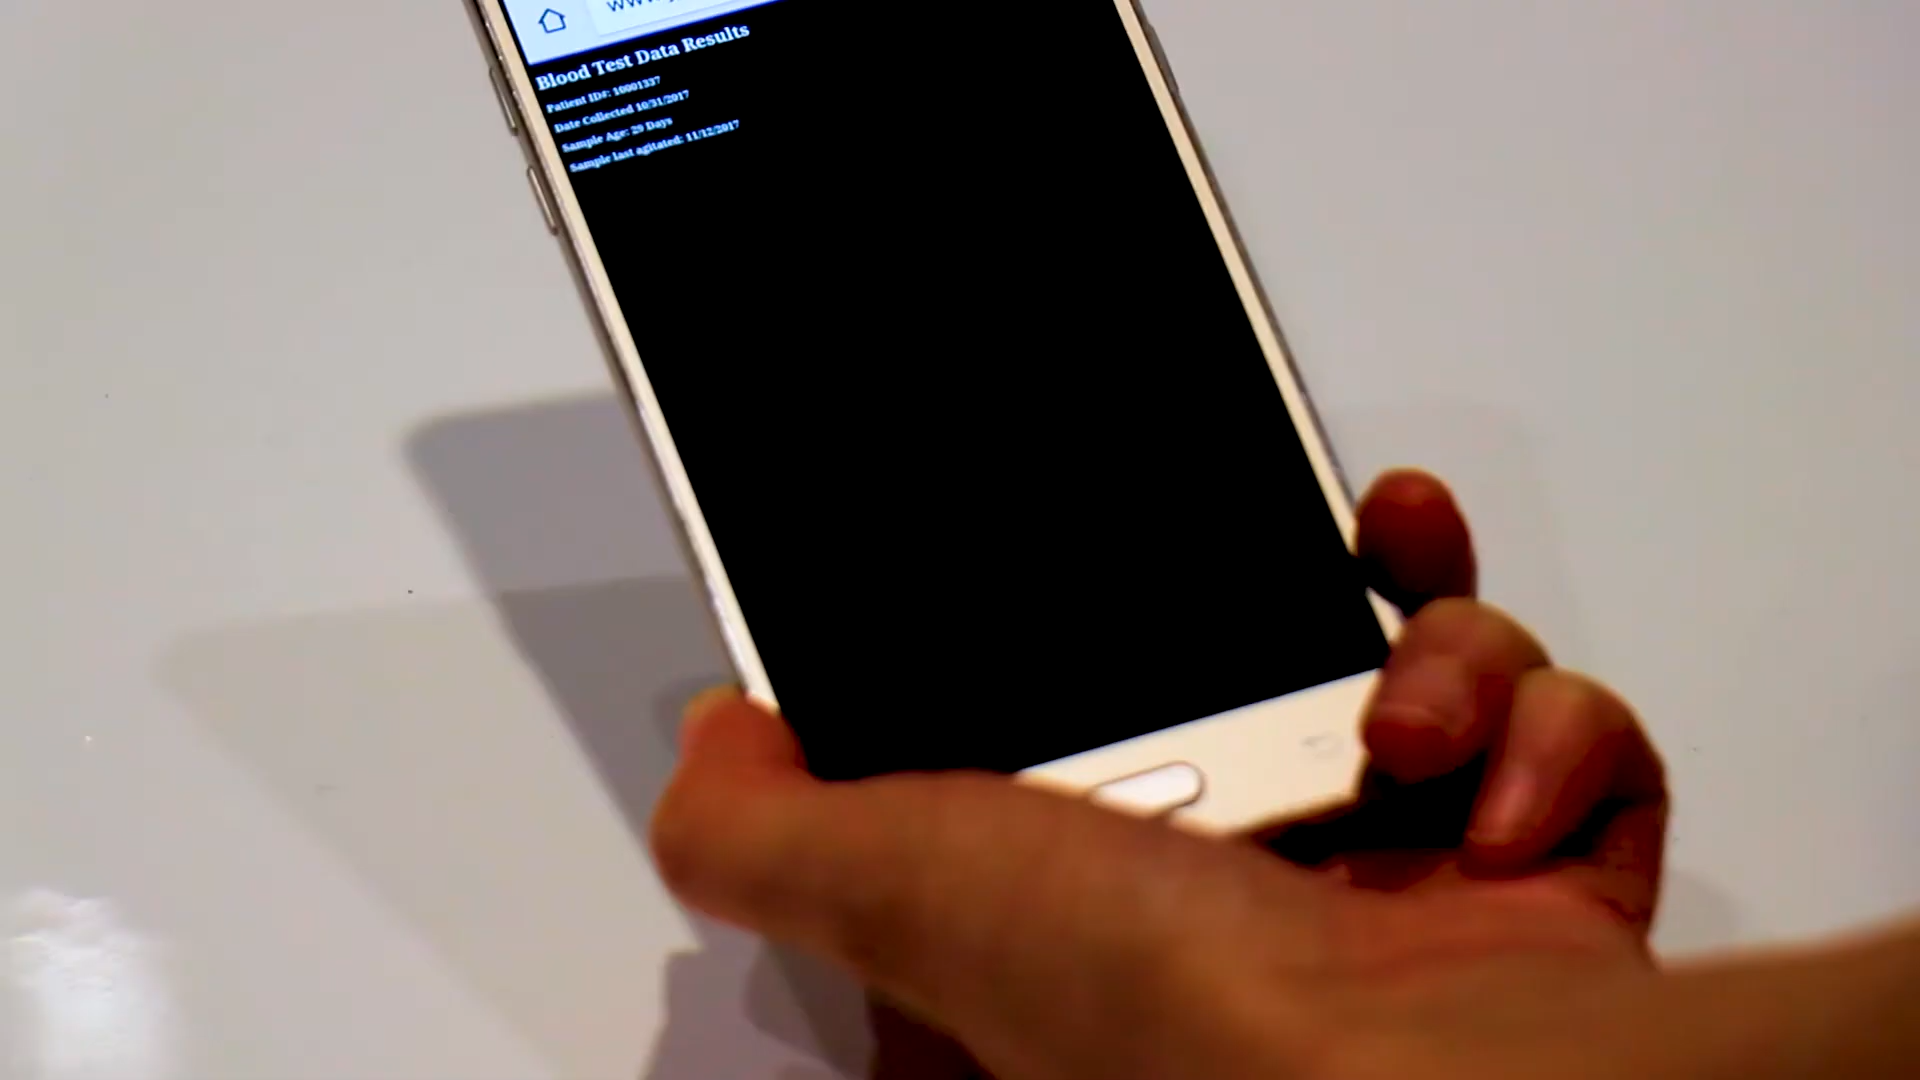 Blood Test Data Results
Patient ID#: 10001337
Date Collected 10/31/2017
Sample Age: 29 Days
Sample last agitated: 11/12/2017